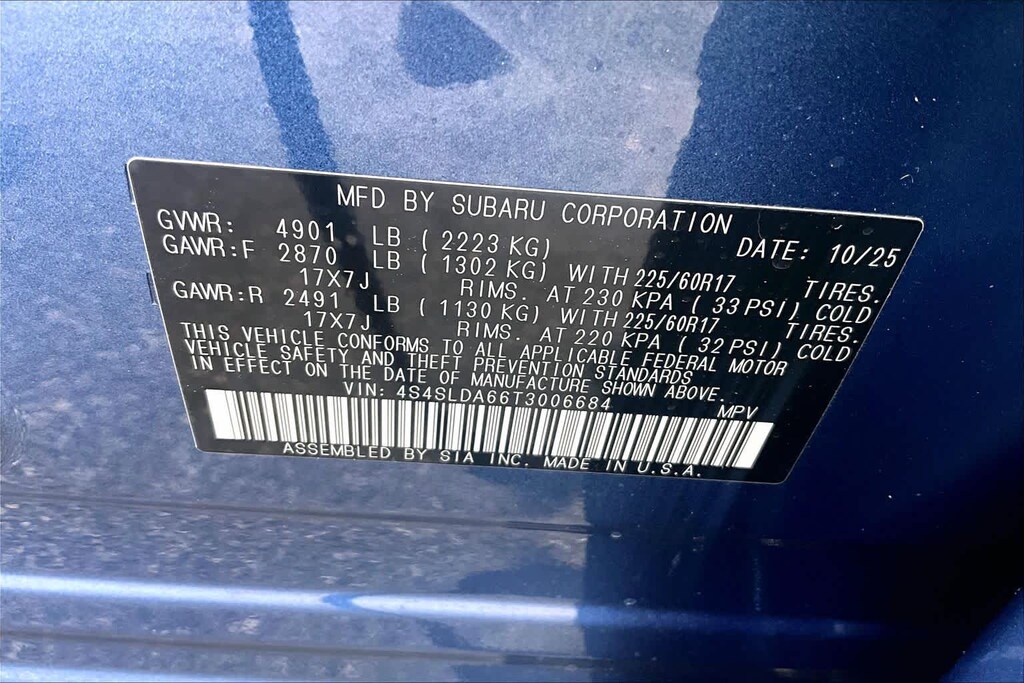 MFD BY SUBARU CORPORATION
GVWR: 4901 LB ( 2223 KG) DATE: 10/25
GAWR:F 2870 LB ( 1302 KG) WITH 225/60R17 TIRES.
17X7J RIMS. AT 230 KPA ( 33 PSI) COLD
GAWR:R 2491 LB ( 1130 KG) WITH 225/60R17 TIRES.
17X7J RIMS. AT 220 KPA ( 32 PSI) COLD
THIS VEHICLE CONFORMS TO ALL APPLICABLE FEDERAL MOTOR
VEHICLE SAFETY AND THEFT PREVENTION STANDARDS
IN EFFECT ON THE DATE OF MANUFACTURE SHOWN ABOVE.
VIN: 4S4SLDA66T3006684 MPV
ASSEMBLED BY SIA INC. MADE IN U.S.A.